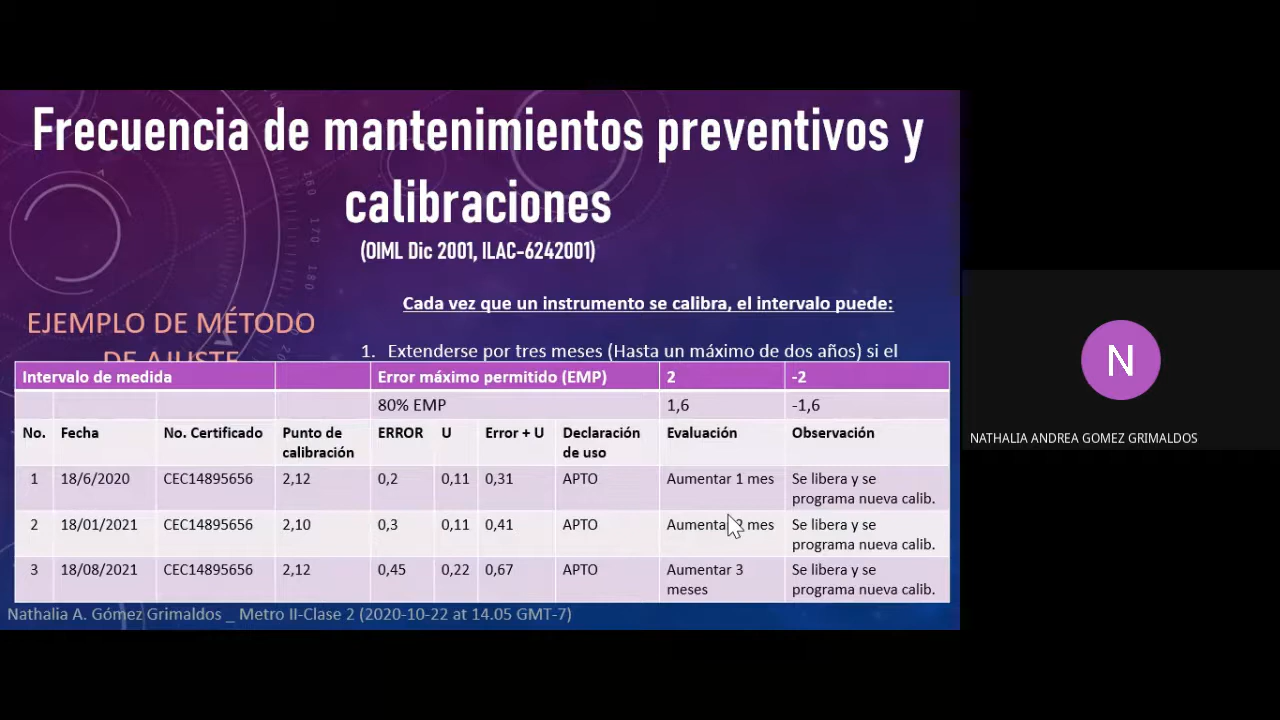 Frecuencia de mantenimientos preventivos y
calibraciones
(OIML Dic 2001, ILAC-6242001)
Cada vez que un instrumento se calibra, el intervalo puede:
EJEMPLO DE MÉTODO
DE AJUSTE
1. Extenderse por tres meses (Hasta un máximo de dos años) si el
Intervalo de medida Error máximo permitido (EMP) 2 -2
80% EMP 1,6 -1,6
No. Fecha No. Certificado Punto de calibración ERROR U Error + U Declaración de uso Evaluación Observación
1 18/6/2020 CEC14895656 2,12 0,2 0,11 0,31 APTO Aumentar 1 mes Se libera y se programa nueva calib.
2 18/01/2021 CEC14895656 2,10 0,3 0,11 0,41 APTO mes Se libera y se programa nueva calib.
3 18/08/2021 CEC14895656 2,12 0,45 0,22 0,67 APTO Aumentar 3 meses Se libera y se programa nueva calib.
Nathalia A. Gómez Grimaldos _ Metro II-Clase 2 (2020-10-22 at 14.05 GMT-7)
N
NATHALIA ANDREA GOMEZ GRIMALDOS